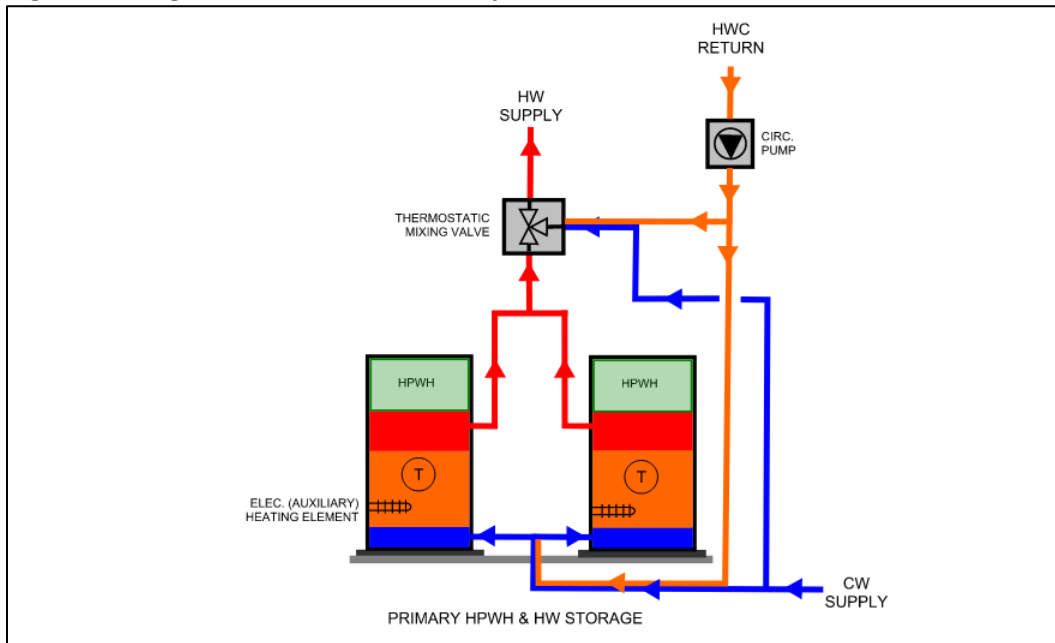 HWC
RETURN
HW
SUPPLY
CIRC.
PUMP
THERMOSTATIC
MIXING VALVE
HPWH
HPWH
T
T
ELEC. (AUXILIARY)
HEATING ELEMENT
CW
SUPPLY
PRIMARY HPWH & HW STORAGE